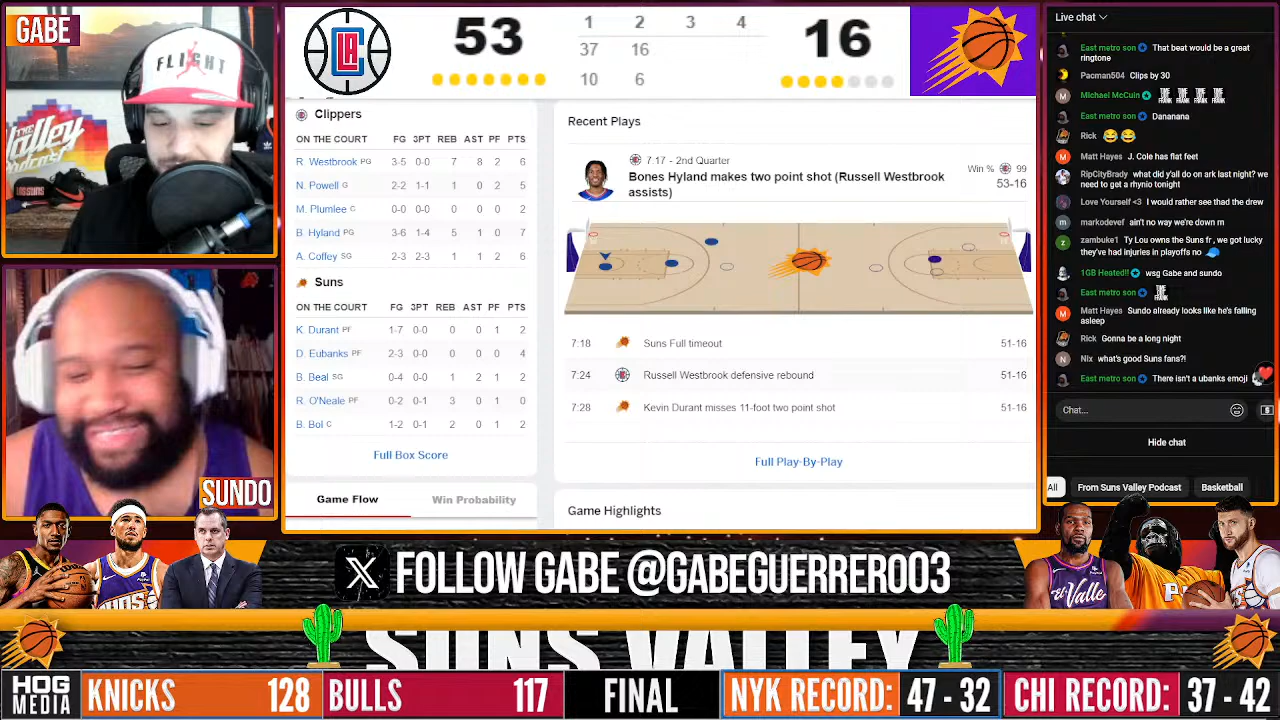 GABE
FLIGHT
THE
Valley
Podcast
LOS SUNS
SUNDO
LA
53
1 2 3 4
37 16
10 6
16
Clippers
ON THE COURT FG 3PT REB AST PF PTS
R. Westbrook PG 3-5 0-0 7 8 2 6
N. Powell G 2-2 1-1 1 0 2 5
M. Plumlee C 0-0 0-0 0 0 0 2
B. Hyland PG 3-6 1-4 5 1 0 7
A. Coffey SG 2-3 2-3 1 1 2 6
Suns
ON THE COURT FG 3PT REB AST PF PTS
K. Durant PF 1-7 0-0 0 0 1 2
D. Eubanks PF 2-3 0-0 0 0 0 4
B. Beal SG 0-4 0-0 1 2 1 2
R. O'Neale PF 0-2 0-1 3 0 1 0
B. Bol C 1-2 0-1 2 0 1 2
Full Box Score
Game Flow Win Probability
Recent Plays
7:17 - 2nd Quarter
Bones Hyland makes two point shot (Russell Westbrook
assists)
Win % 99
53-16
7:18 Suns Full timeout 51-16
7:24 Russell Westbrook defensive rebound 51-16
7:28 Kevin Durant misses 11-foot two point shot 51-16
Full Play-By-Play
Game Highlights
Live chat
East metro son That beat would be a great
ringtone
Pacman504 Clips by 30
Michael McCuin
East metro son Dananana
Rick 😂😂
Matt Hayes J. Cole has flat feet
RipCityBrady what did y'all do on ark last night? we
need to get a rhynio tonight
Love Yourself <3 I would rather see thad the drew
markodevef ain't no way we're down rn
zambuke1 Ty Lou owns the Suns fr , we got lucky
they've had injuries in playoffs no 🧢
1GB Heated!! wsg Gabe and sundo
East metro son
Matt Hayes Sundo already looks like he's falling
asleep
Rick Gonna be a long night
Nix what's good Suns fans?!
East metro son There isn't a ubanks emoji
Chat...
Hide chat
All From Suns Valley Podcast Basketball
X FOLLOW GABE @GABEGUERRER003
SUNS VALLEY
HOG
MEDIA
KNICKS 128 BULLS 117 FINAL NYK RECORD: 47 - 32 CHI RECORD: 37 - 42